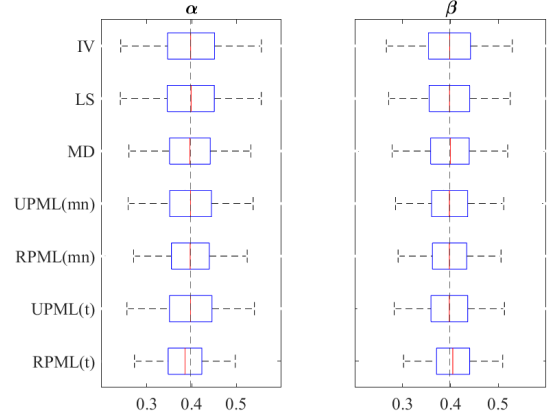 α β
IV
LS
MD
UPML(mn)
RPML(mn)
UPML(t)
RPML(t)
0.3 0.4 0.5 0.3 0.4 0.5